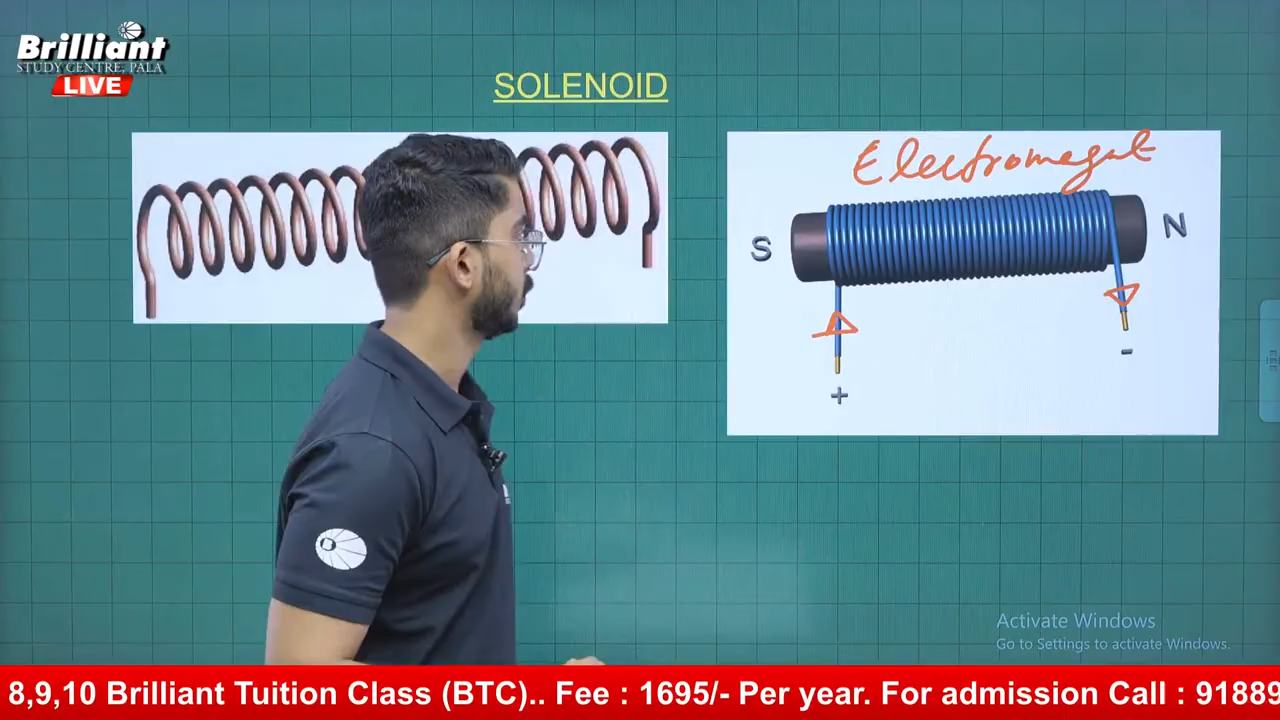 Brilliant
STUDY CENTRE, PALA
LIVE
SOLENOID
Electromagnet
S
N
+
-
Activate Windows
Go to Settings to activate Windows.
8,9,10 Brilliant Tuition Class (BTC).. Fee : 1695/- Per year. For admission Call : 91889